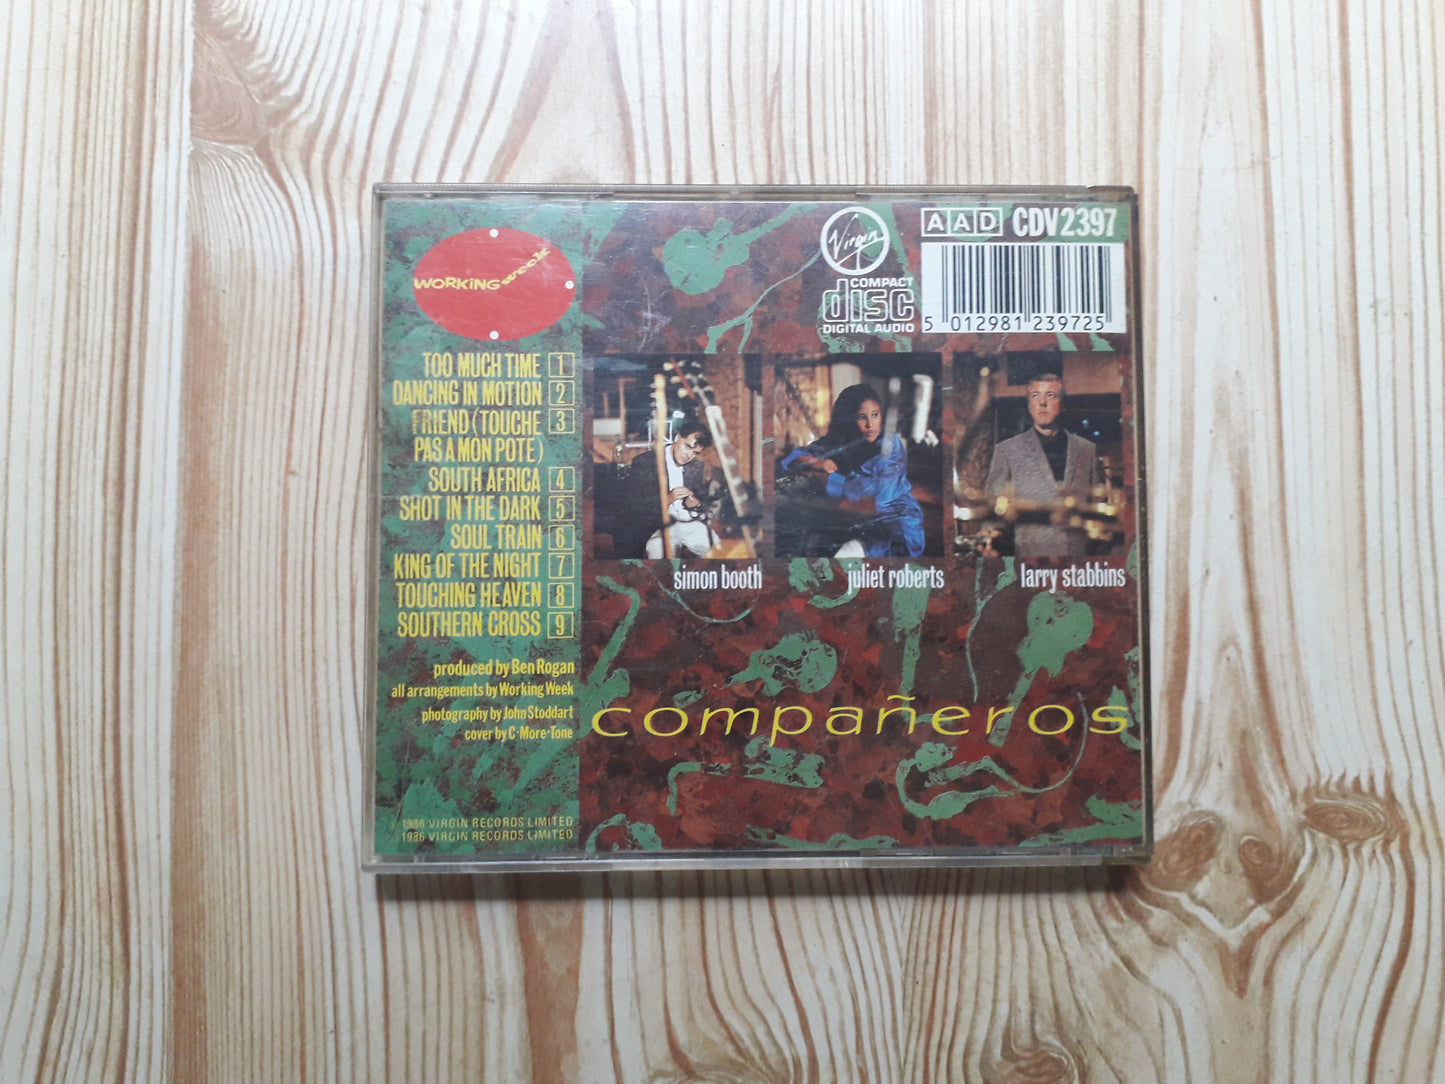 WORKiNG week
TOO MUCH TIME 1
DANCING IN MOTION 2
FRIEND (TOUCHE 3
PAS A MON POTE)
SOUTH AFRICA 4
SHOT IN THE DARK 5
SOUL TRAIN 6
KING OF THE NIGHT 7
TOUCHING HEAVEN 8
SOUTHERN CROSS 9
produced by Ben Rogan
all arrangements by Working Week
photography by John Stoddart
cover by C·More·Tone
1986 VIRGIN RECORDS LIMITED
1986 VIRGIN RECORDS LIMITED
Virgin
COMPACT
disc
DIGITAL AUDIO
AAD CDV2397
5 012981 239725
simon booth
juliet roberts
larry stabbins
compañeros